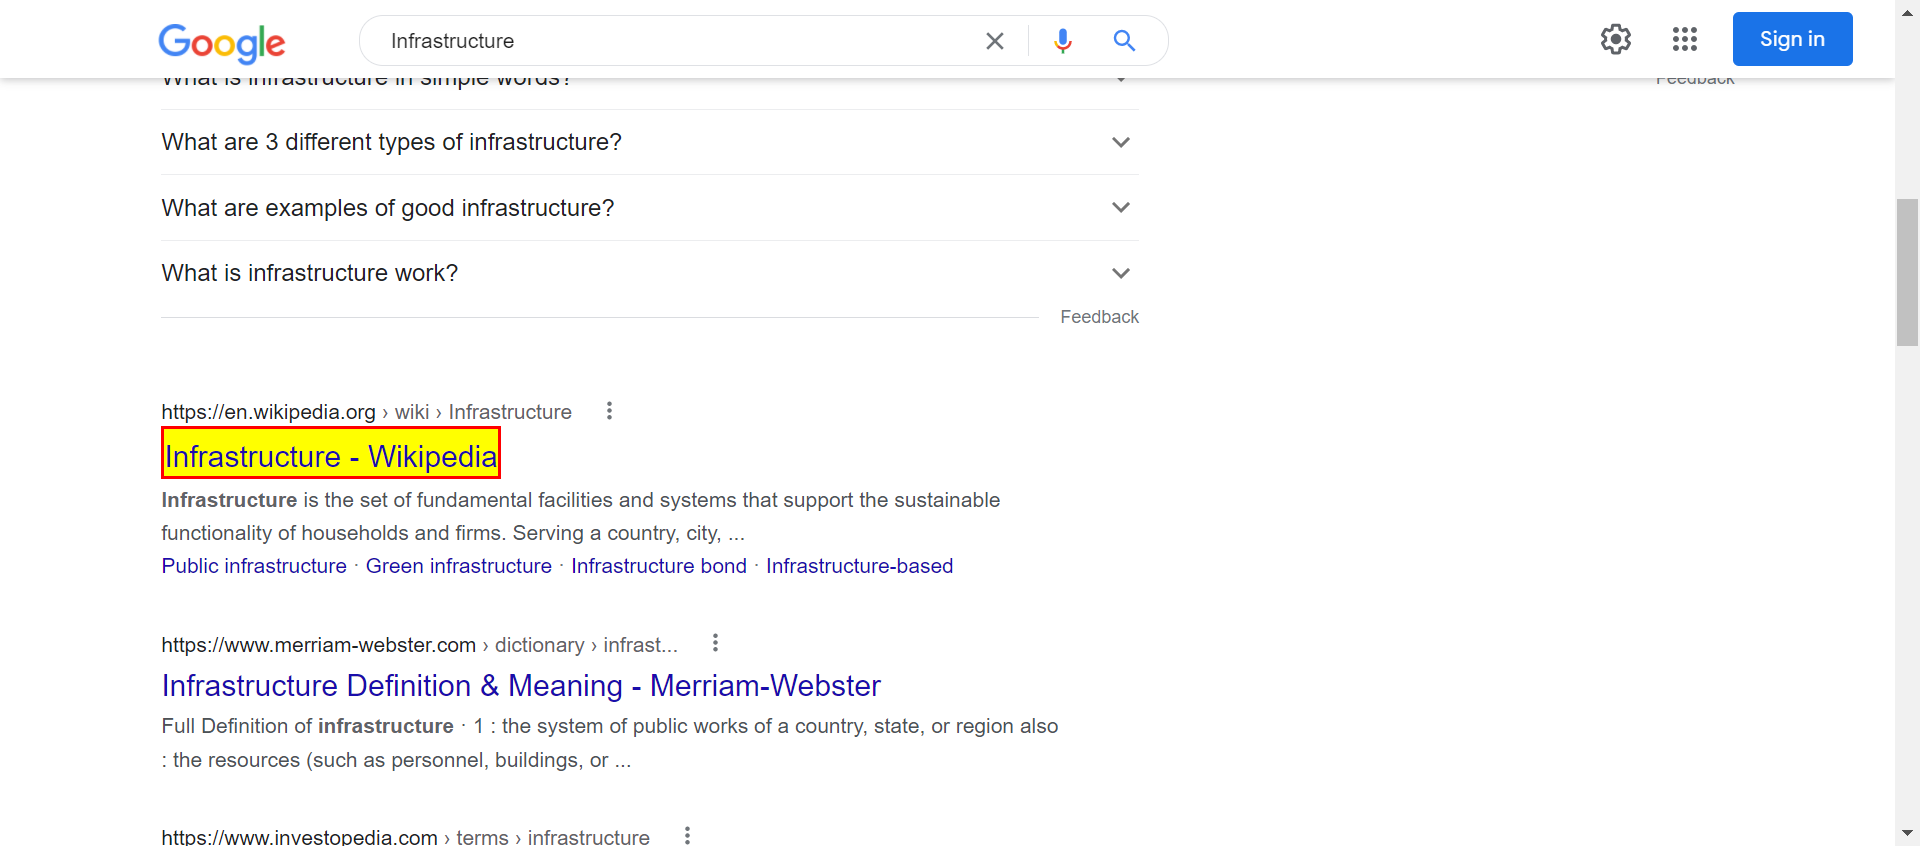 Google
Infrastructure
Sign in
What is infrastructure in simple words?
Feedback
What are 3 different types of infrastructure?
What are examples of good infrastructure?
What is infrastructure work?
Feedback
https://en.wikipedia.org › wiki › Infrastructure
Infrastructure - Wikipedia
Infrastructure is the set of fundamental facilities and systems that support the sustainable
functionality of households and firms. Serving a country, city, ...
Public infrastructure · Green infrastructure · Infrastructure bond · Infrastructure-based
https://www.merriam-webster.com › dictionary › infrast...
Infrastructure Definition & Meaning - Merriam-Webster
Full Definition of infrastructure · 1 : the system of public works of a country, state, or region also
: the resources (such as personnel, buildings, or ...
https://www.investopedia.com › terms › infrastructure